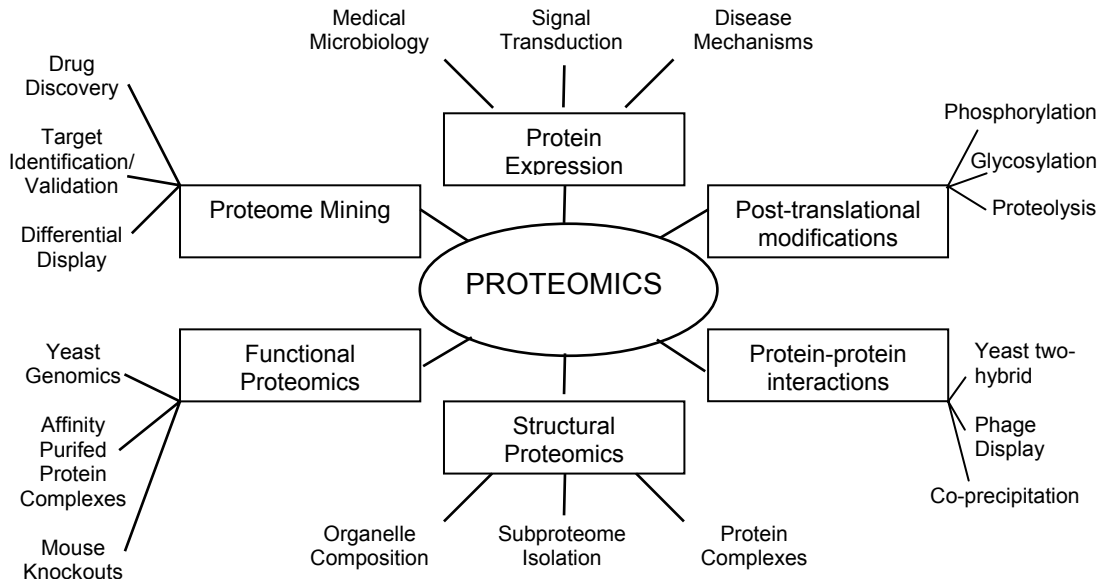 Medical
Microbiology
Signal
Transduction
Disease
Mechanisms
Drug
Discovery
Target
Identification/
Validation
Differential
Display
Protein
Expression
Proteome Mining
Post-translational
modifications
Phosphorylation
Glycosylation
Proteolysis
PROTEOMICS
Yeast
Genomics
Affinity
Purifed
Protein
Complexes
Mouse
Knockouts
Functional
Proteomics
Structural
Proteomics
Protein-protein
interactions
Yeast two-
hybrid
Phage
Display
Co-precipitation
Organelle
Composition
Subproteome
Isolation
Protein
Complexes